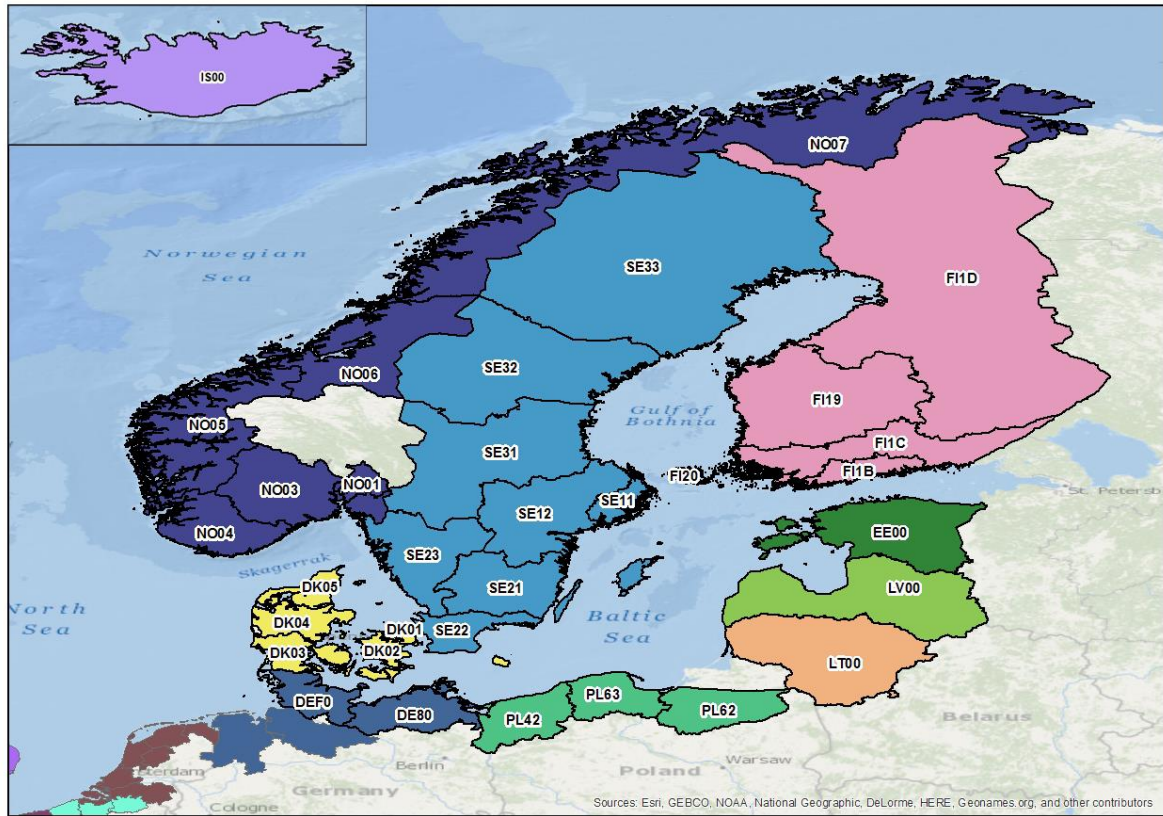 IS00
NO07
Norwegian
Sea
SE33
FI1D
NO06
SE32
FI19
Gulf of
Bothnia
NO05
SE31
FI1C
FI1B
FI20
NO03
NO01
SE11
St. Petersb
SE12
NO04
EE00
SE23
Skagerrak
DK05
SE21
LV00
North
Sea
DK04
DK01
SE22
Baltic
Sea
DK03
DK02
LT00
DEF0
DE80
PL42
PL63
PL62
Belarus
sterdam
Berlin
Poland
Warsaw
Germany
Cologne
Sources: Esri, GEBCO, NOAA, National Geographic, DeLorme, HERE, Geonames.org, and other contributors